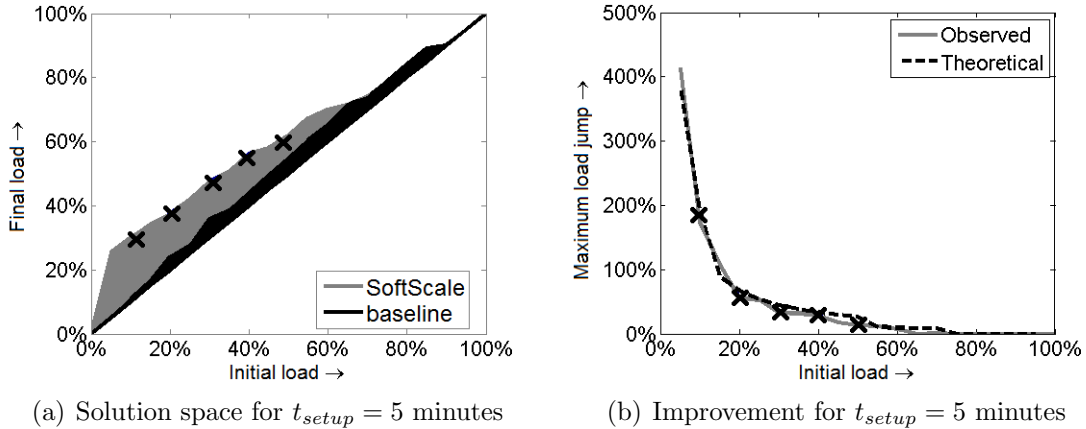 100%
80%
60%
40%
20%
0%
Final load →
0% 20% 40% 60% 80% 100%
Initial load →
SoftScale
baseline
(a) Solution space for t_setup = 5 minutes
500%
400%
300%
200%
100%
0%
Maximum load jump →
0% 20% 40% 60% 80% 100%
Initial load →
Observed
Theoretical
(b) Improvement for t_setup = 5 minutes